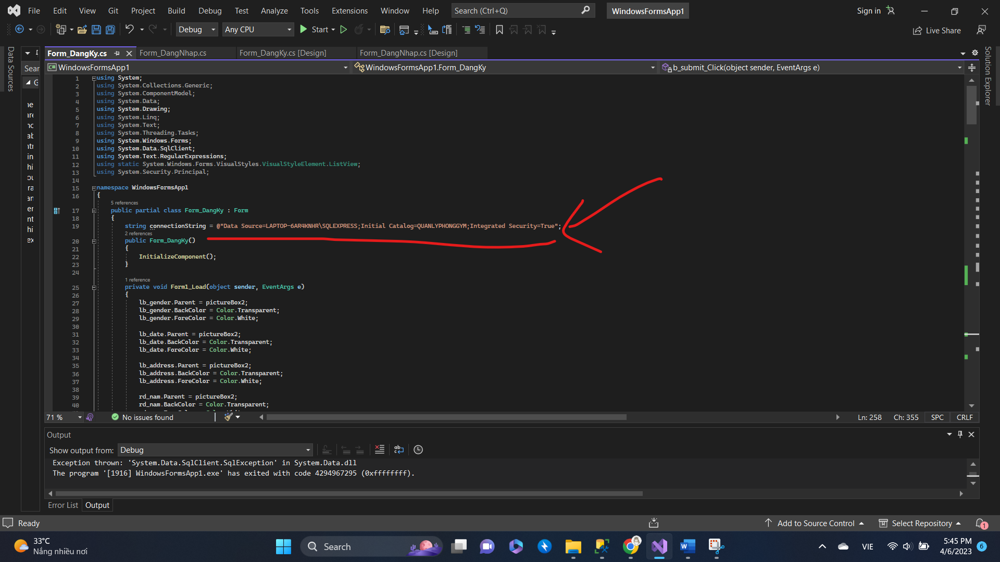 File Edit View Git Project Build Debug Test Analyze Tools Extensions Window Help Search (Ctrl+Q) WindowsFormsApp1 Sign in
Debug Any CPU Start Live Share
Data Sources
Solution Explorer
Form_DangKy.cs Form_DangNhap.cs Form_DangKy.cs [Design] Form_DangNhap.cs [Design]
WindowsFormsApp1 WindowsFormsApp1.Form_DangKy b_submit_Click(object sender, EventArgs e)
Sear
1 using System;
2 using System.Collections.Generic;
3 using System.ComponentModel;
4 using System.Data;
5 using System.Drawing;
6 using System.Linq;
7 using System.Text;
8 using System.Threading.Tasks;
9 using System.Windows.Forms;
10 using System.Data.SqlClient;
11 using System.Text.RegularExpressions;
12 using static System.Windows.Forms.VisualStyles.VisualStyleElement.ListView;
13 using System.Security.Principal;
14
15 namespace WindowsFormsApp1
16 {
5 references
17 public partial class Form_DangKy : Form
18 {
19 string connectionString = @"Data Source=LAPTOP-6AR4KNHR\SQLEXPRESS;Initial Catalog=QUANLYPHONGGYM;Integrated Security=True";
2 references
20 public Form_DangKy()
21 {
22 InitializeComponent();
23 }
24
1 reference
25 private void Form1_Load(object sender, EventArgs e)
26 {
27 lb_gender.Parent = pictureBox2;
28 lb_gender.BackColor = Color.Transparent;
29 lb_gender.ForeColor = Color.White;
30
31 lb_date.Parent = pictureBox2;
32 lb_date.BackColor = Color.Transparent;
33 lb_date.ForeColor = Color.White;
34
35 lb_address.Parent = pictureBox2;
36 lb_address.BackColor = Color.Transparent;
37 lb_address.ForeColor = Color.White;
38
39 rd_nam.Parent = pictureBox2;
40 rd_nam.BackColor = Color.Transparent;
71 % No issues found Ln: 258 Ch: 355 SPC CRLF
Output
Show output from: Debug
Exception thrown: 'System.Data.SqlClient.SqlException' in System.Data.dll
The program '[1916] WindowsFormsApp1.exe' has exited with code 4294967295 (0xffffffff).
Error List Output
Ready Add to Source Control Select Repository 1
33°C
Nắng nhiều nơi
Search
VIE
5:45 PM
4/6/2023
6